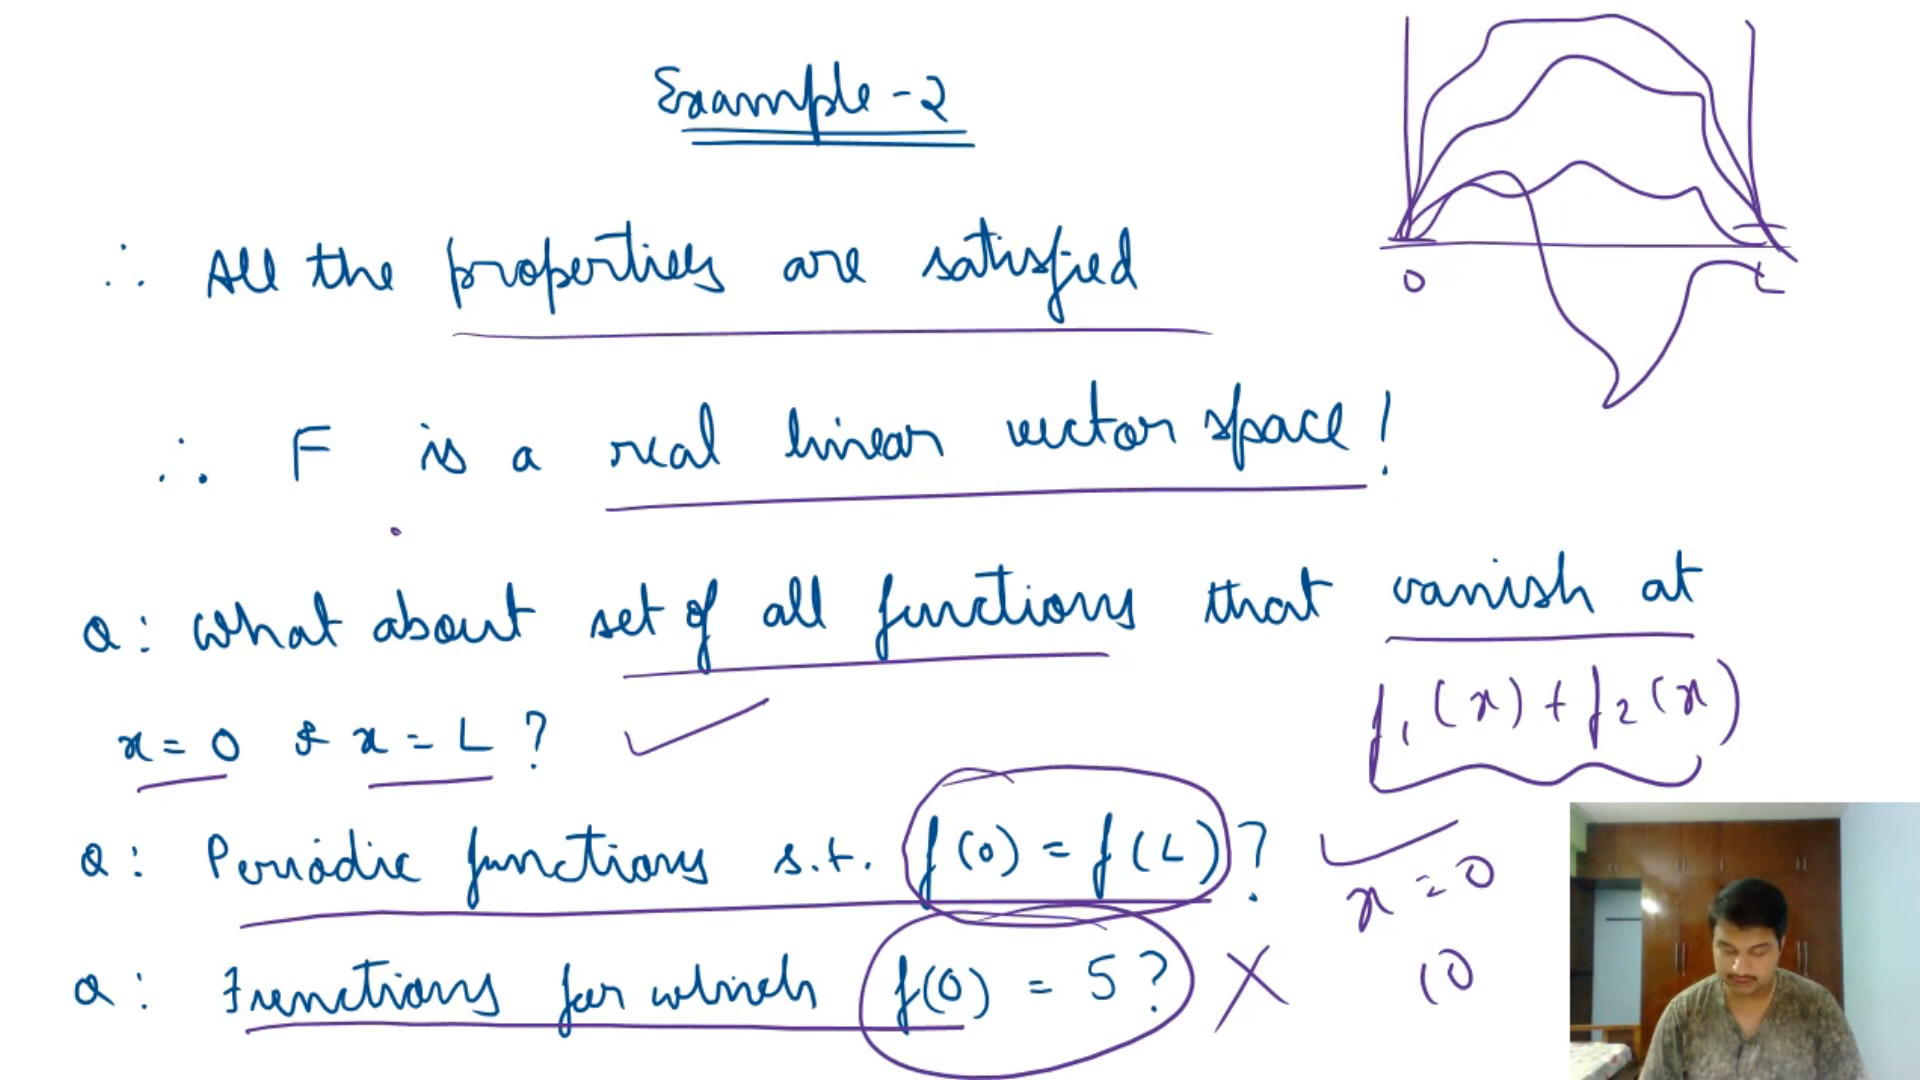 Example-2
0 L
∴ All the properties are satisfied
∴ F is a real linear vector space!
Q: What about set of all functions that vanish at
x=0 & x=L?
f₁(x)+f₂(x)
Q: Periodic functions s.t. f(0)=f(L)?
x=0
Q: Functions for which f(0) = 5?
10